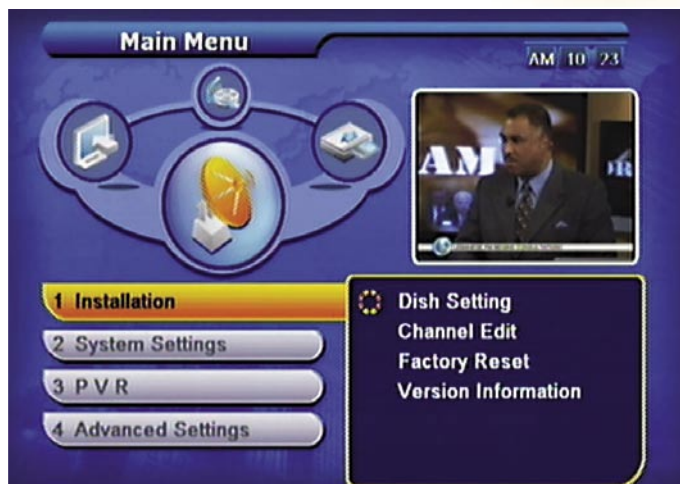 Main Menu
AM 10 23
AM
1 Installation
2 System Settings
3 P V R
4 Advanced Settings
Dish Setting
Channel Edit
Factory Reset
Version Information